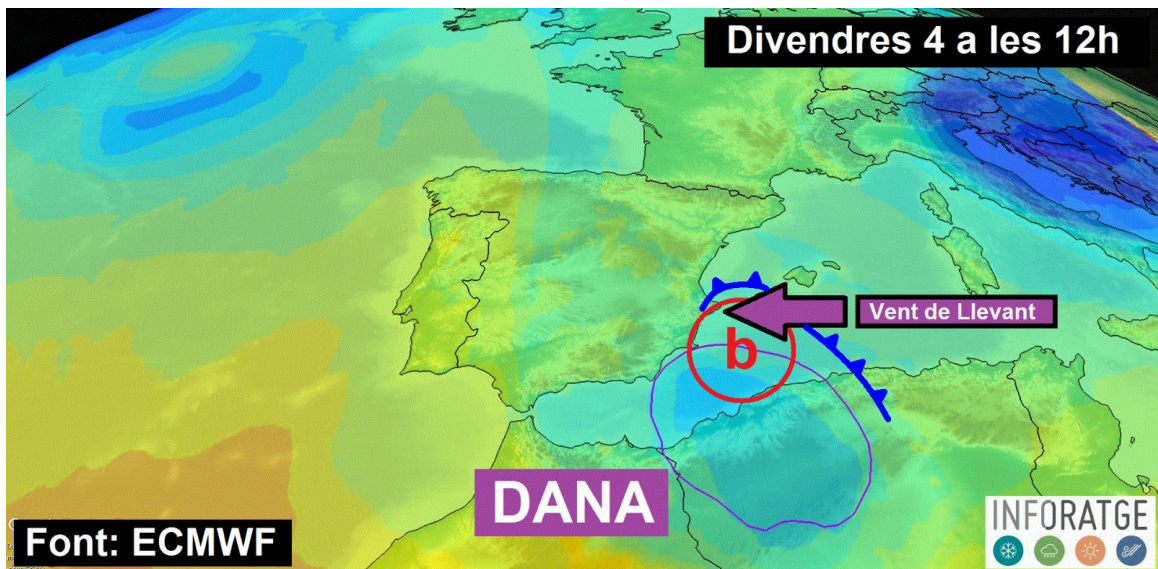 Divendres 4 a les 12h
Vent de Llevant
b
DANA
Font: ECMWF
INFORATGE